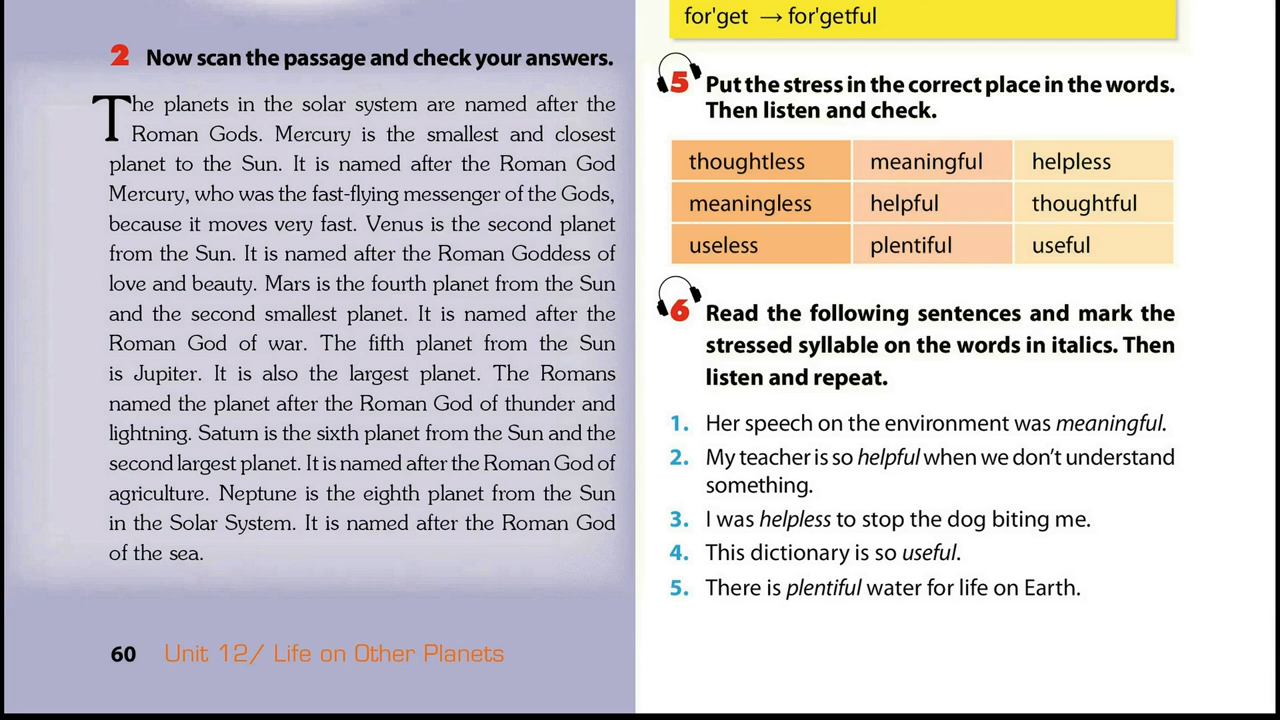 2 Now scan the passage and check your answers.
The planets in the solar system are named after the
Roman Gods. Mercury is the smallest and closest
planet to the Sun. It is named after the Roman God
Mercury, who was the fast-flying messenger of the Gods,
because it moves very fast. Venus is the second planet
from the Sun. It is named after the Roman Goddess of
love and beauty. Mars is the fourth planet from the Sun
and the second smallest planet. It is named after the
Roman God of war. The fifth planet from the Sun
is Jupiter. It is also the largest planet. The Romans
named the planet after the Roman God of thunder and
lightning. Saturn is the sixth planet from the Sun and the
second largest planet. It is named after the Roman God of
agriculture. Neptune is the eighth planet from the Sun
in the Solar System. It is named after the Roman God
of the sea.
60 Unit 12/ Life on Other Planets
for'get → for'getful
5 Put the stress in the correct place in the words.
Then listen and check.
thoughtless meaningful helpless
meaningless helpful thoughtful
useless plentiful useful
6 Read the following sentences and mark the
stressed syllable on the words in italics. Then
listen and repeat.
1. Her speech on the environment was meaningful.
2. My teacher is so helpful when we don't understand
something.
3. I was helpless to stop the dog biting me.
4. This dictionary is so useful.
5. There is plentiful water for life on Earth.